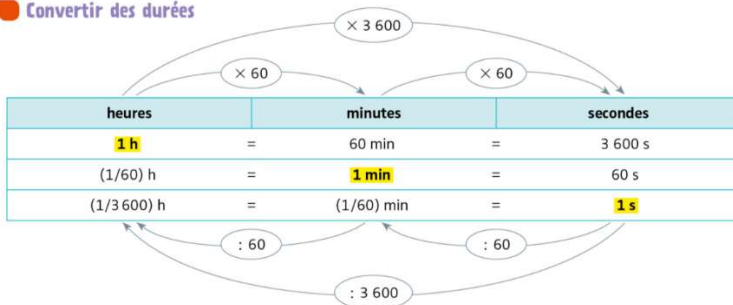 Convertir des durées
× 3 600
× 60 × 60
heures minutes secondes
1 h = 60 min = 3 600 s
(1/60) h = 1 min = 60 s
(1/3 600) h = (1/60) min = 1 s
: 60 : 60
: 3 600